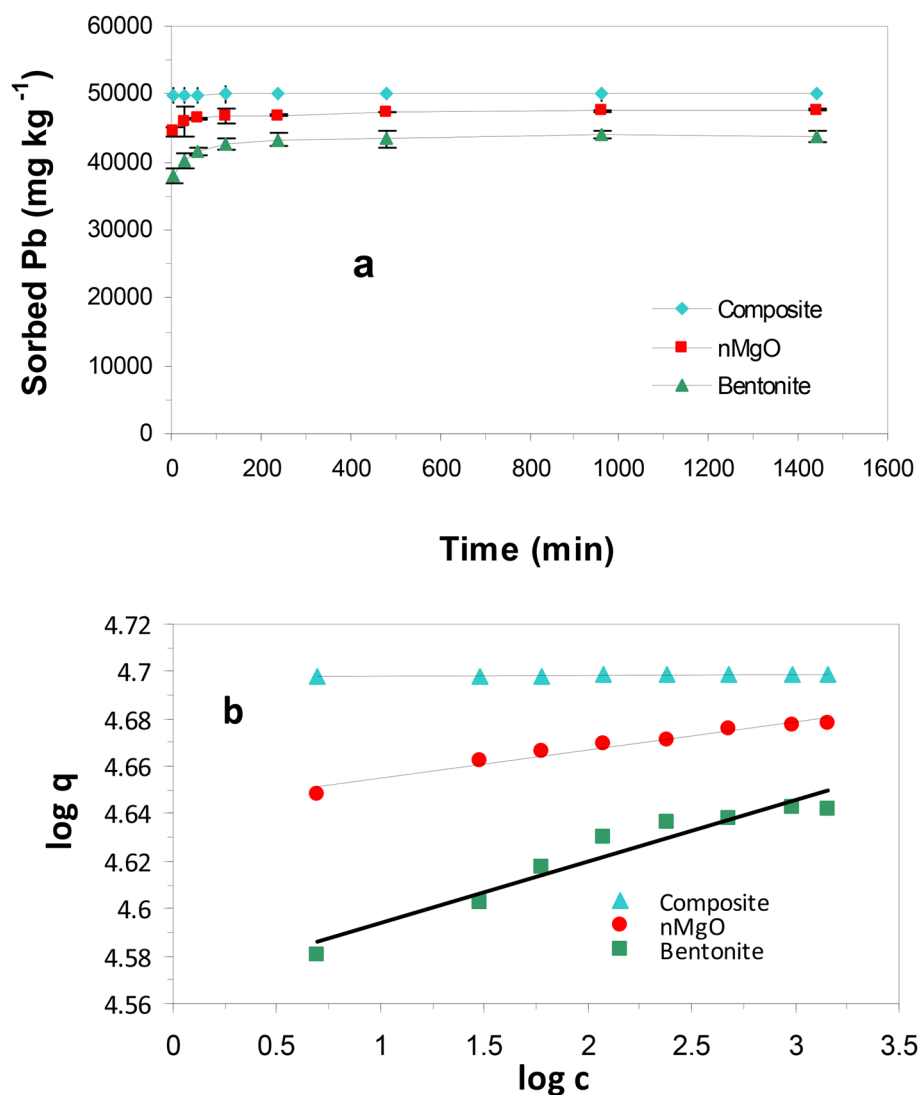 60000
50000
40000
30000
20000
10000
0
Sorbed Pb (mg kg -1)
a
Composite
nMgO
Bentonite
0 200 400 600 800 1000 1200 1400 1600
Time (min)
4.72
4.7
4.68
4.66
4.64
4.62
4.6
4.58
4.56
log q
b
Composite
nMgO
Bentonite
0 0.5 1 1.5 2 2.5 3 3.5
log c